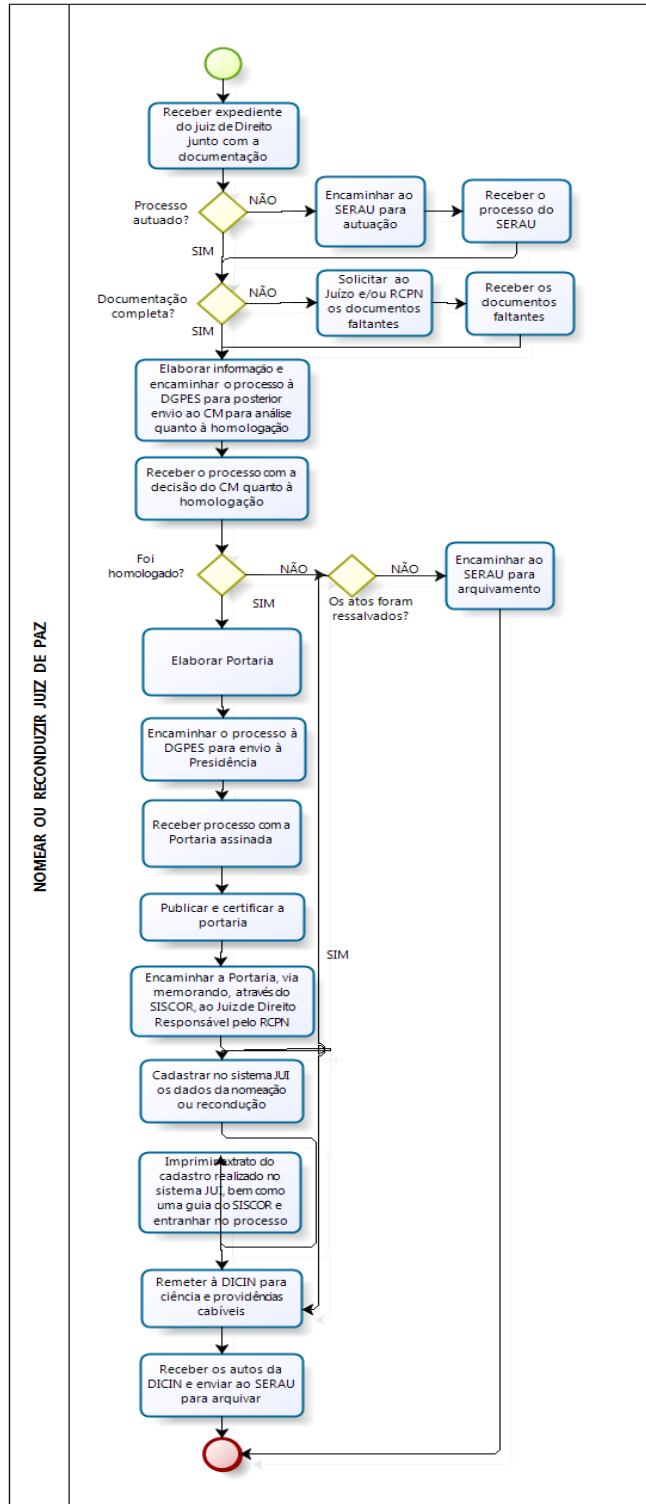 NOMEAR OU RECONDUZIR JUIZ DE PAZ
Receber expediente
do juiz de Direito
junto com a
documentação
Processo
autuado?
NÃO
Encaminhar ao
SERAU para
autuação
Receber o
processo do
SERAU
SIM
Documentação
completa?
NÃO
Solicitar ao
Juízo e/ou RCPN
os documentos
faltantes
Receber os
documentos
faltantes
SIM
Elaborar informação e
encaminhar o processo à
DGPES para posterior
envio ao CM para análise
quanto à homologação
Receber o processo com a
decisão do CM quanto à
homologação
Foi
homologado?
NÃO
Os atos foram
ressalvados?
NÃO
Encaminhar ao
SERAU para
arquivamento
SIM
Elaborar Portaria
Encaminhar o processo à
DGPES para envio à
Presidência
Receber processo com a
Portaria assinada
Publicar e certificar a
portaria
SIM
Encaminhar a Portaria, via
memorando, através do
SISCOR, ao Juiz de Direito
Responsável pelo RCPN
Cadastrar no sistema JUI
os dados da nomeação
ou recondução
Imprimir extrato do
cadastro realizado no
sistema JUI, bem como
uma guia do SISCOR e
entranhar no processo
Remeter à DICIN para
ciência e providências
cabíveis
Receber os autos da
DICIN e enviar ao SERAU
para arquivar